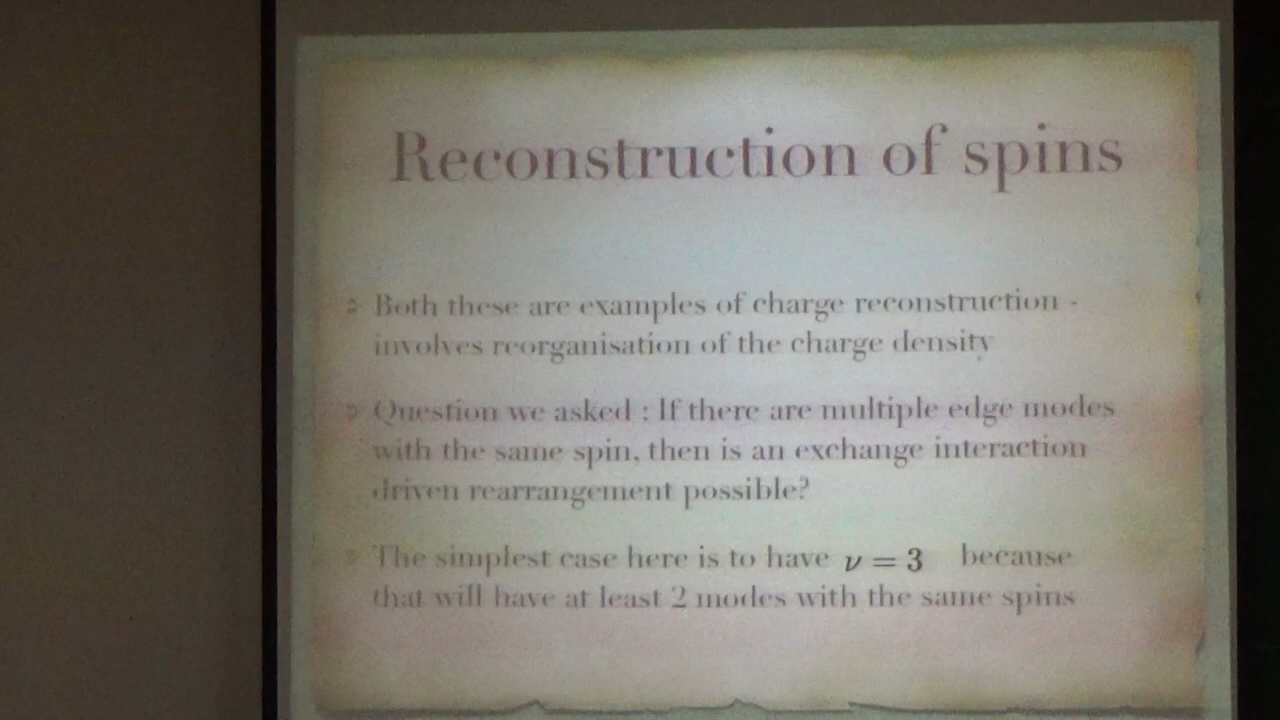 Reconstruction of spins
Both these are examples of charge reconstruction -
involves reorganisation of the charge density
Question we asked : If there are multiple edge modes
with the same spin, then is an exchange interaction
driven rearrangement possible?
The simplest case here is to have ν = 3 because
that will have at least 2 modes with the same spins